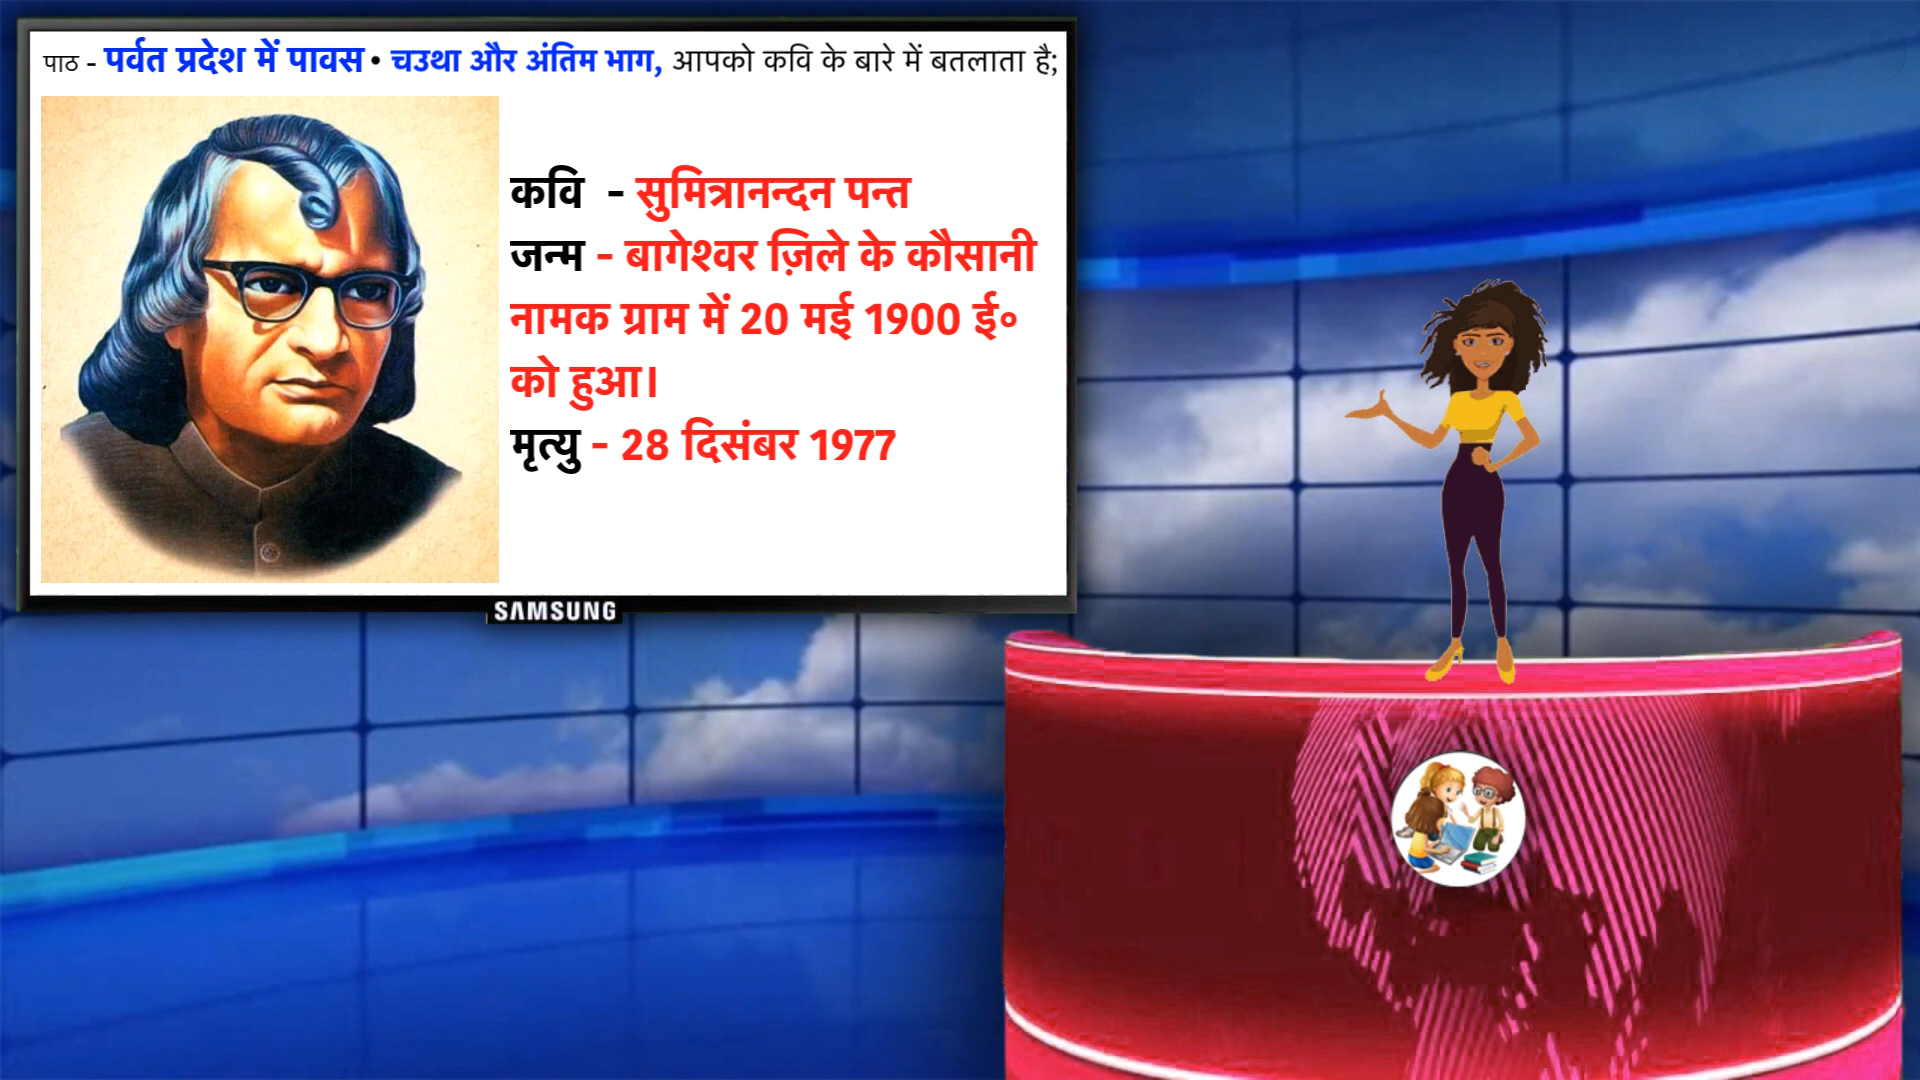 पाठ - पर्वत प्रदेश में पावस • चउथा और अंतिम भाग, आपको कवि के बारे में बतलाता है;
कवि - सुमित्रानन्दन पन्त
जन्म - बागेश्वर ज़िले के कौसानी
नामक ग्राम में 20 मई 1900 ई०
को हुआ।
मृत्यु - 28 दिसंबर 1977
SAMSUNG